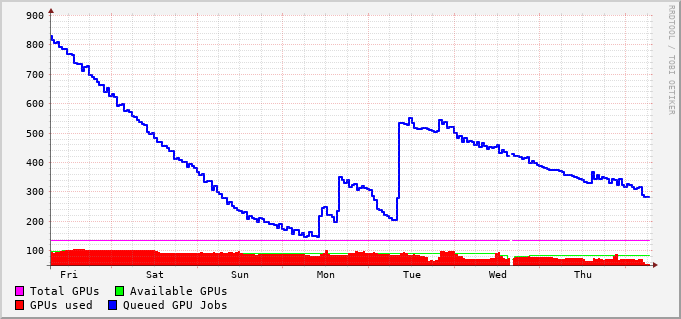 900
800
700
600
500
400
300
200
100
Fri Sat Sun Mon Tue Wed Thu
Total GPUs Available GPUs
GPUs used Queued GPU Jobs
RRDTOOL / TOBI OETIKER